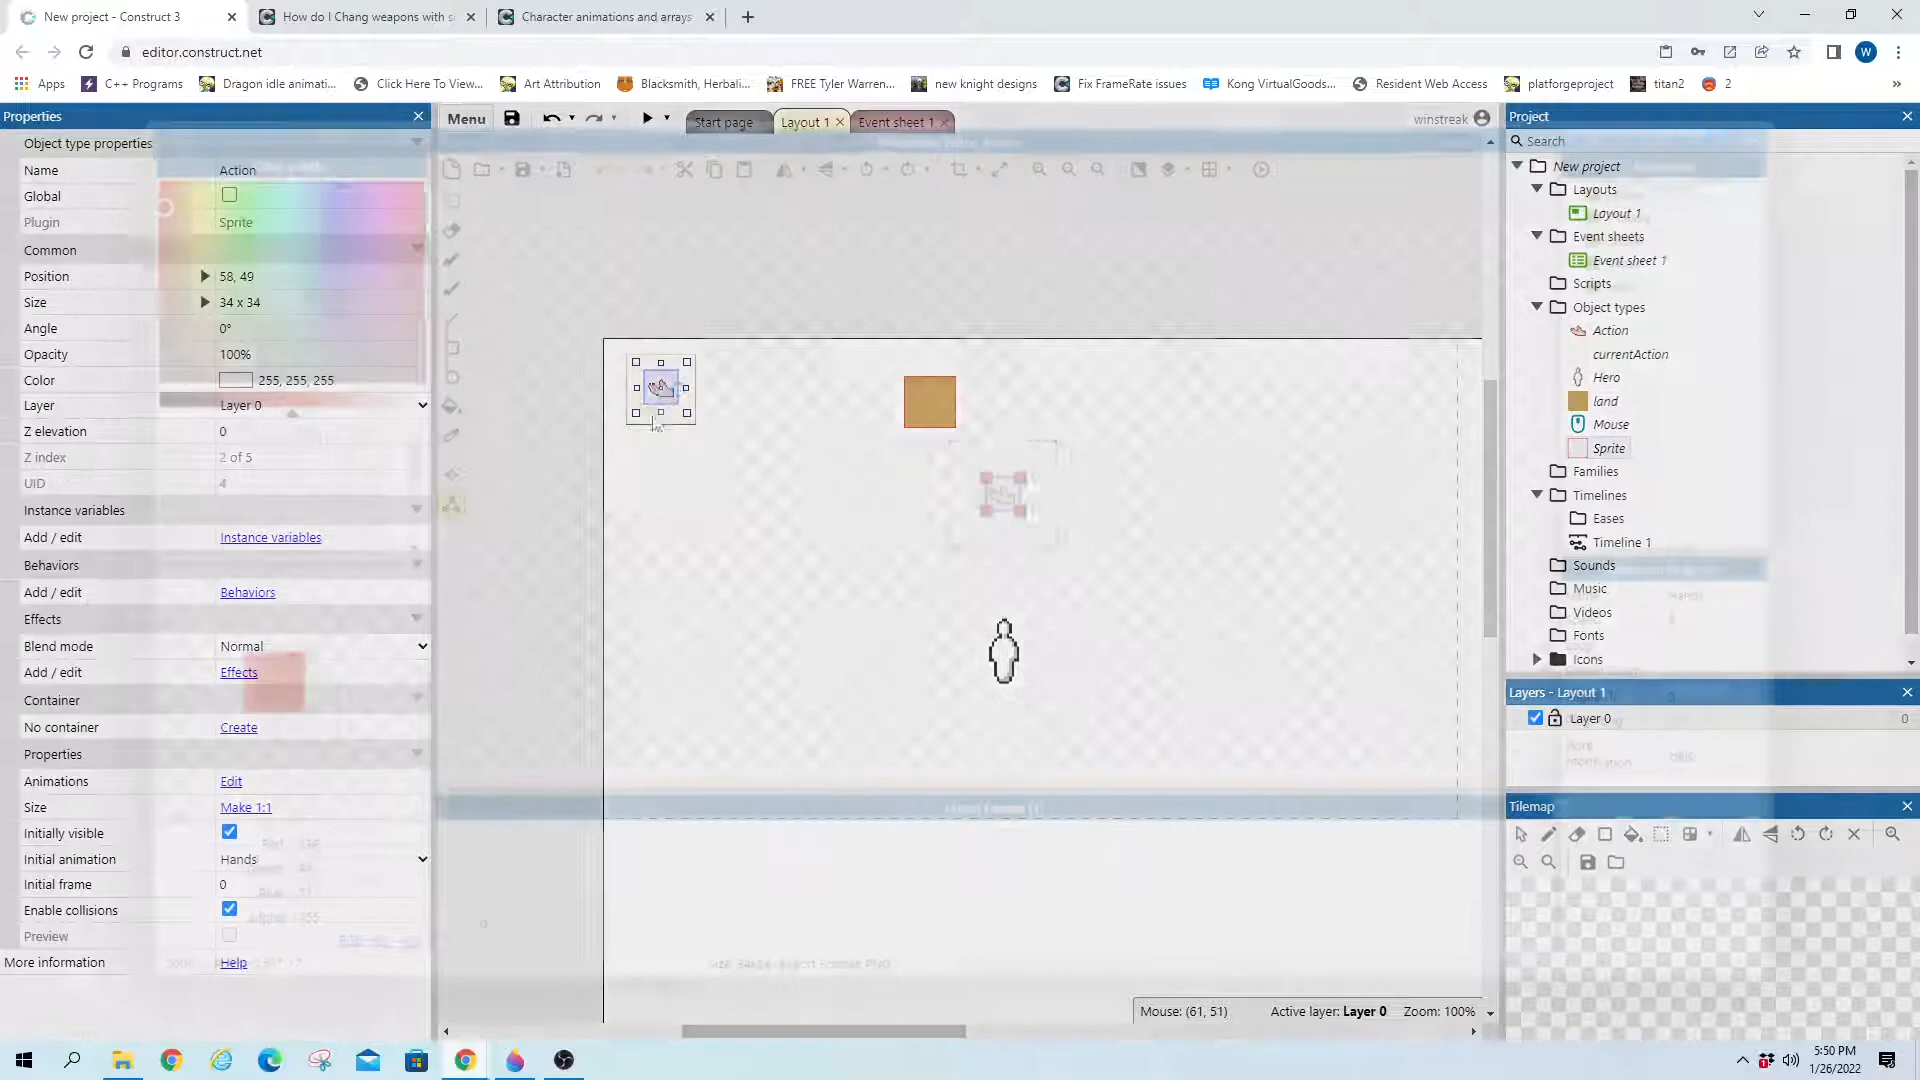 New project - Construct 3
How do I Chang weapons with s
Character animations and arrays
editor.construct.net
W
Apps
C++ Programs
Dragon idle animati...
Click Here To View...
Art Attribution
Blacksmith, Herbali...
FREE Tyler Warren...
new knight designs
Fix FrameRate issues
Kong VirtualGoods...
Resident Web Access
platforgeproject
titan2
2
»
Properties
Menu
Start page
Layout 1
Event sheet 1
winstreak
Project
Object type properties
Name Action
Global
Plugin Sprite
Common
Position 58, 49
Size 34 x 34
Angle 0°
Opacity 100%
Color 255, 255, 255
Layer Layer 0
Z elevation 0
Z index 2 of 5
UID 4
Instance variables
Add / edit Instance variables
Behaviors
Add / edit Behaviors
Effects
Blend mode Normal
Add / edit Effects
Container
No container Create
Properties
Animations Edit
Size Make 1:1
Initially visible
Initial animation Hands
Initial frame 0
Enable collisions
Preview
More information Help
Search
New project
Layouts
Layout 1
Event sheets
Event sheet 1
Scripts
Object types
Action
currentAction
Hero
land
Mouse
Sprite
Families
Timelines
Eases
Timeline 1
Sounds
Music
Videos
Fonts
Icons
Layers - Layout 1
Layer 0 0
Tilemap
Mouse: (61, 51) Active layer: Layer 0 Zoom: 100%
5:50 PM
1/26/2022